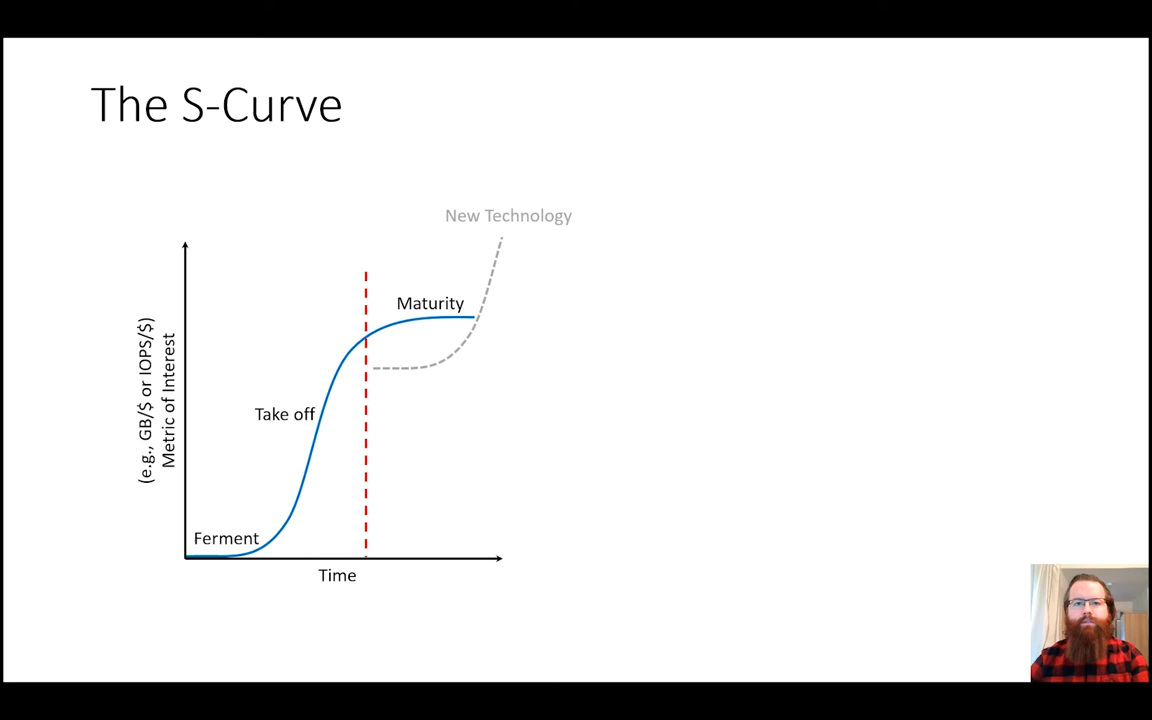 The S-Curve
New Technology
Maturity
(e.g., GB/$ or IOPS/$)
Metric of Interest
Take off
Ferment
Time